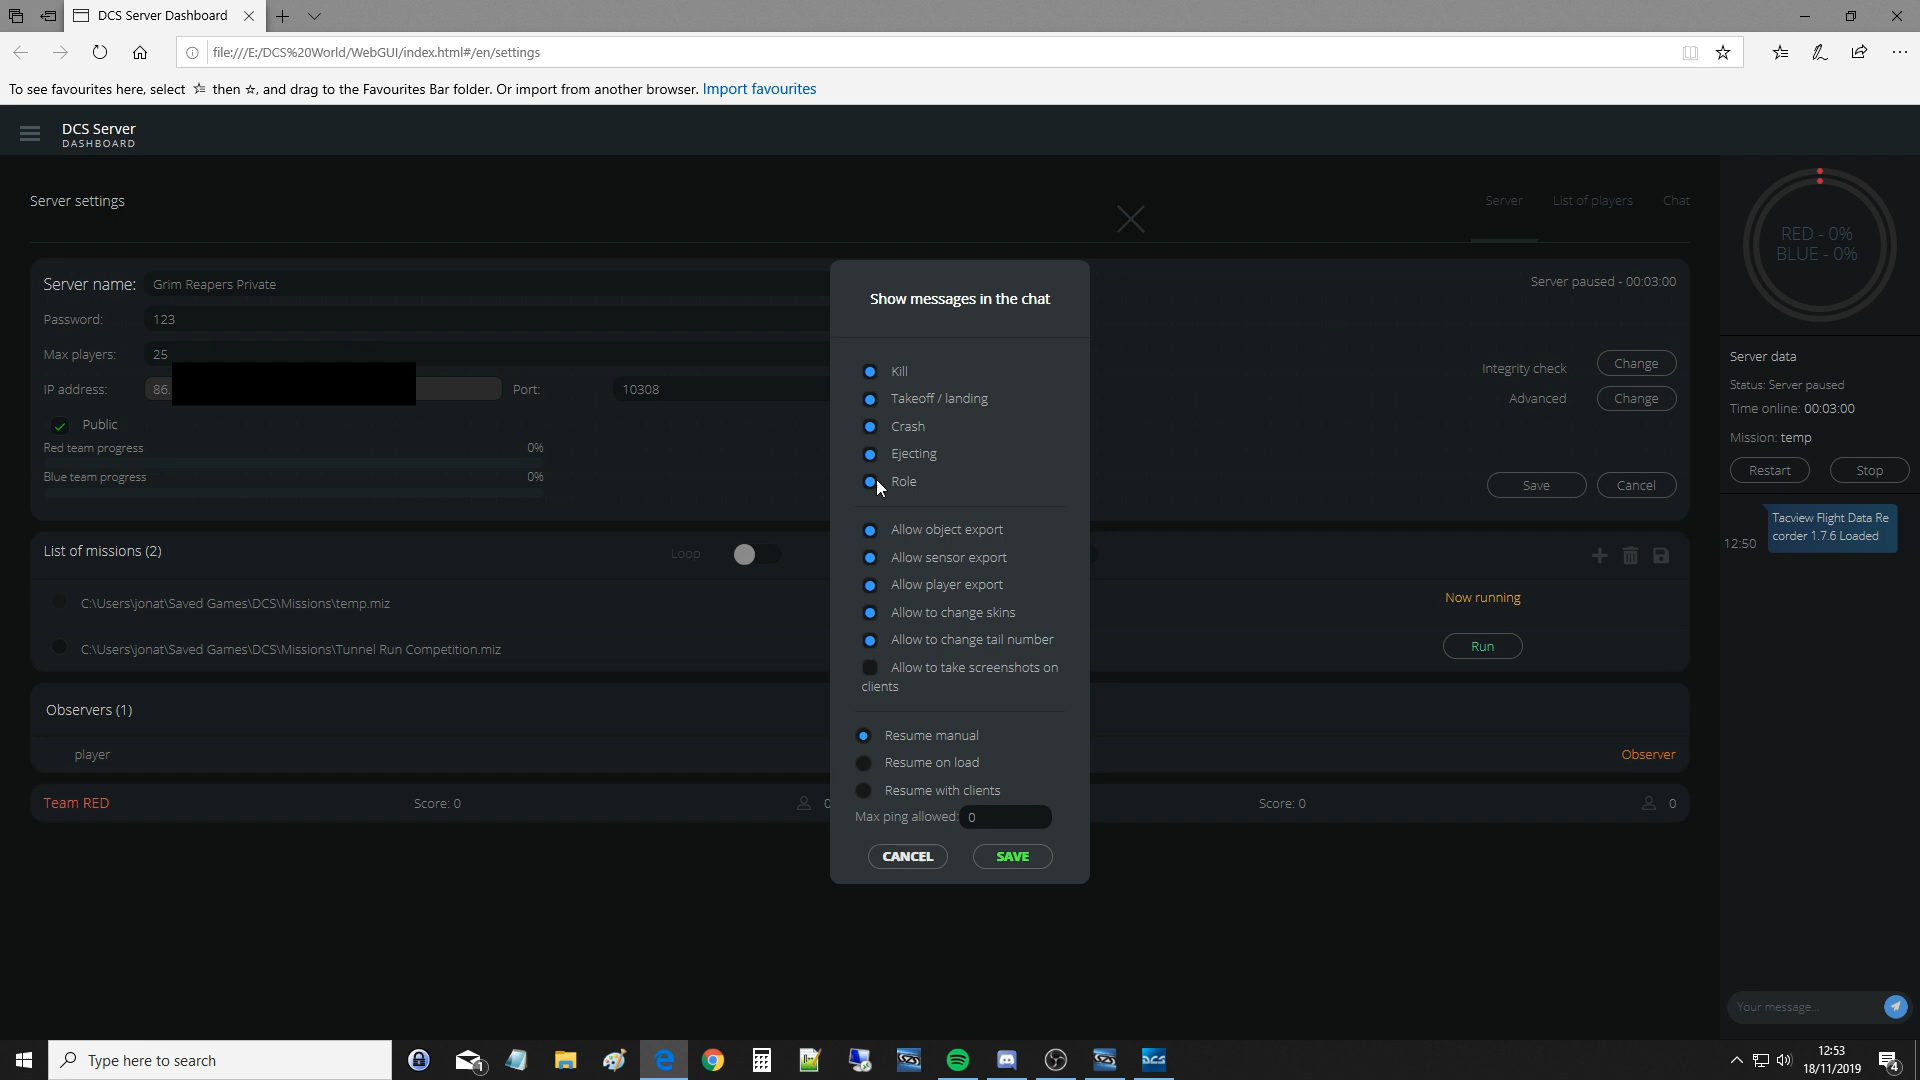 DCS Server Dashboard
file:///E:/DCS%20World/WebGUI/index.html#/en/settings
To see favourites here, select ☆ then ☆, and drag to the Favourites Bar folder. Or import from another browser. Import favourites
DCS Server
DASHBOARD
Server settings
Server List of players Chat
RED - 0%
BLUE - 0%
Server name: Grim Reapers Private
Password: 123
Max players: 25
IP address: 86. Port: 10308
Public
Red team progress 0%
Blue team progress 0%
Server paused - 00:03:00
Integrity check Change
Advanced Change
Save Cancel
Show messages in the chat
Kill
Takeoff / landing
Crash
Ejecting
Role
Allow object export
Allow sensor export
Allow player export
Allow to change skins
Allow to change tail number
Allow to take screenshots on
clients
Resume manual
Resume on load
Resume with clients
Max ping allowed: 0
CANCEL SAVE
List of missions (2) Loop
C:\Users\jonat\Saved Games\DCS\Missions\temp.miz Now running
C:\Users\jonat\Saved Games\DCS\Missions\Tunnel Run Competition.miz Run
Observers (1)
player Observer
Team RED Score: 0 0 Score: 0 0
Server data
Status: Server paused
Time online: 00:03:00
Mission: temp
Restart Stop
12:50 Tacview Flight Data Re
corder 1.7.6 Loaded
Your message...
Type here to search
1
DCS
12:53
18/11/2019
4